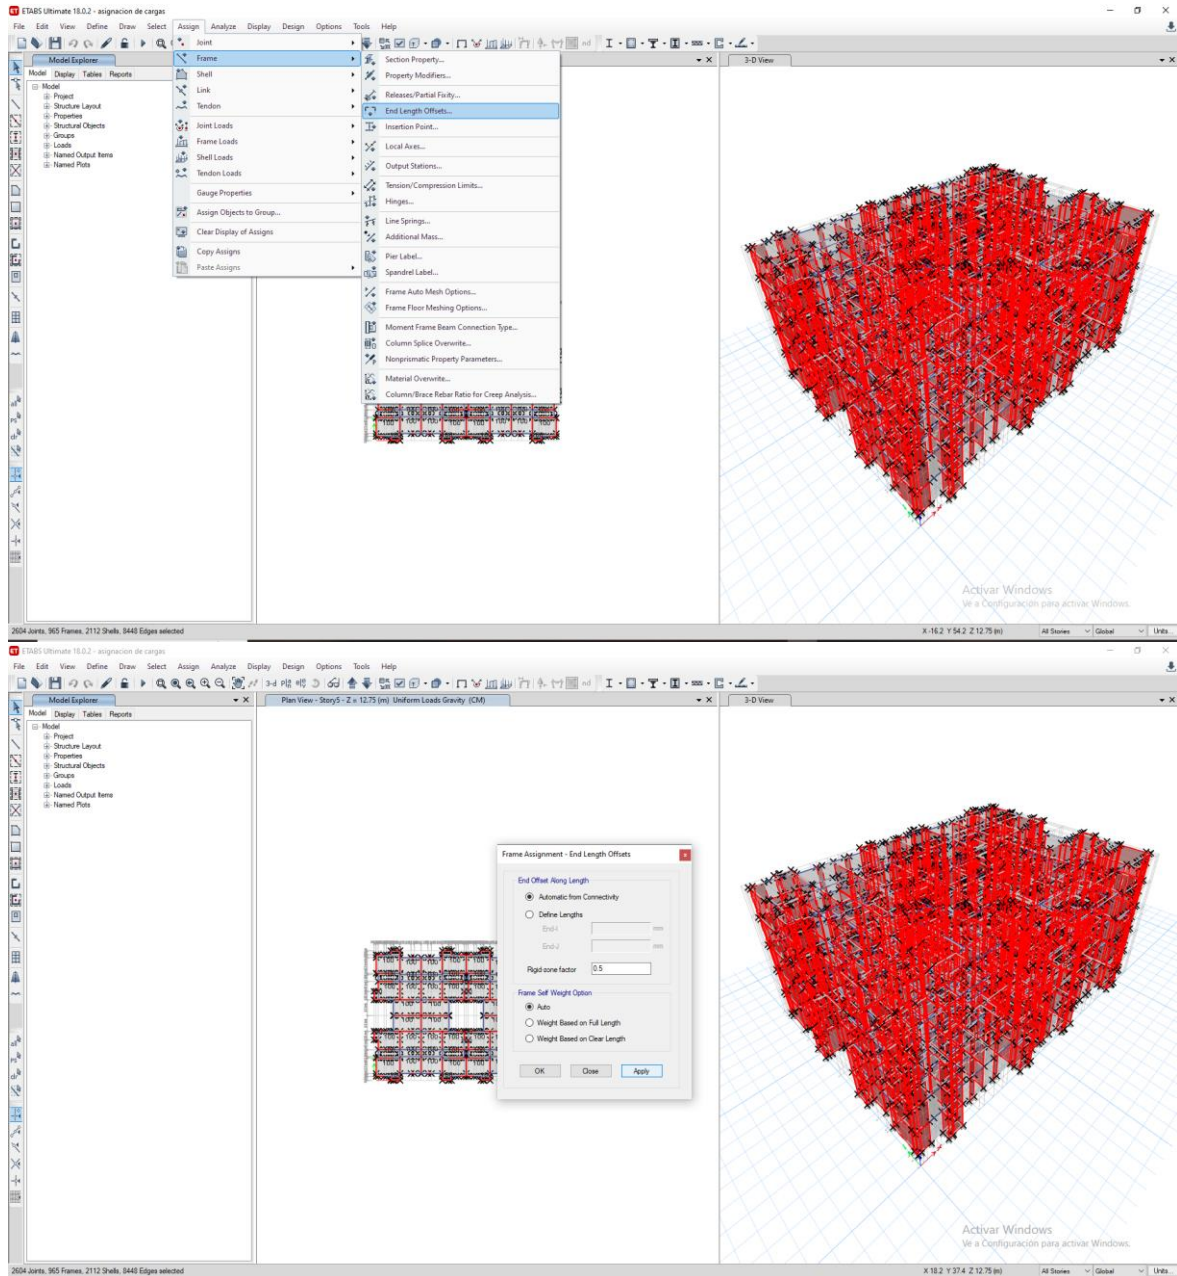 ETABS Ultimate 18.0.2 - asignacion de cargas
File Edit View Define Draw Select Assign Analyze Display Design Options Tools Help
Model Explorer
Model Display Tables Reports
Model
Project
Structure Layout
Properties
Structural Objects
Groups
Loads
Named Output Items
Named Plots
Joint
Frame
Shell
Link
Tendon
Joint Loads
Frame Loads
Shell Loads
Tendon Loads
Gauge Properties
Assign Objects to Group...
Clear Display of Assigns
Copy Assigns
Paste Assigns
Section Property...
Property Modifiers...
Releases/Partial Fixity...
End Length Offsets...
Insertion Point...
Local Axes...
Output Stations...
Tension/Compression Limits...
Hinges...
Line Springs...
Additional Mass...
Pier Label...
Spandrel Label...
Frame Auto Mesh Options...
Frame Floor Meshing Options...
Moment Frame Beam Connection Type...
Column Splice Overwrite...
Nonprismatic Property Parameters...
Material Overwrite...
Column/Brace Rebar Ratio for Creep Analysis...
3-D View
Activar Windows
Ve a Configuración para activar Windows.
2604 Joints, 965 Frames, 2112 Shells, 8448 Edges selected
X -16.2 Y 54.2 Z 12.75 (m)
All Stories Global Units...
ETABS Ultimate 18.0.2 - asignacion de cargas
File Edit View Define Draw Select Assign Analyze Display Design Options Tools Help
Model Explorer
Model Display Tables Reports
Model
Project
Structure Layout
Properties
Structural Objects
Groups
Loads
Named Output Items
Named Plots
Plan View - Story5 - Z = 12.75 (m) Uniform Loads Gravity (CM)
3-D View
Frame Assignment - End Length Offsets
End Offset Along Length
Automatic from Connectivity
Define Lengths
End-I
End-J
Rigid-zone factor 0.5
Frame Self Weight Option
Auto
Weight Based on Full Length
Weight Based on Clear Length
OK Close Apply
Activar Windows
Ve a Configuración para activar Windows.
2604 Joints, 965 Frames, 2112 Shells, 8448 Edges selected
X 18.2 Y 37.4 Z 12.75 (m)
All Stories Global Units...